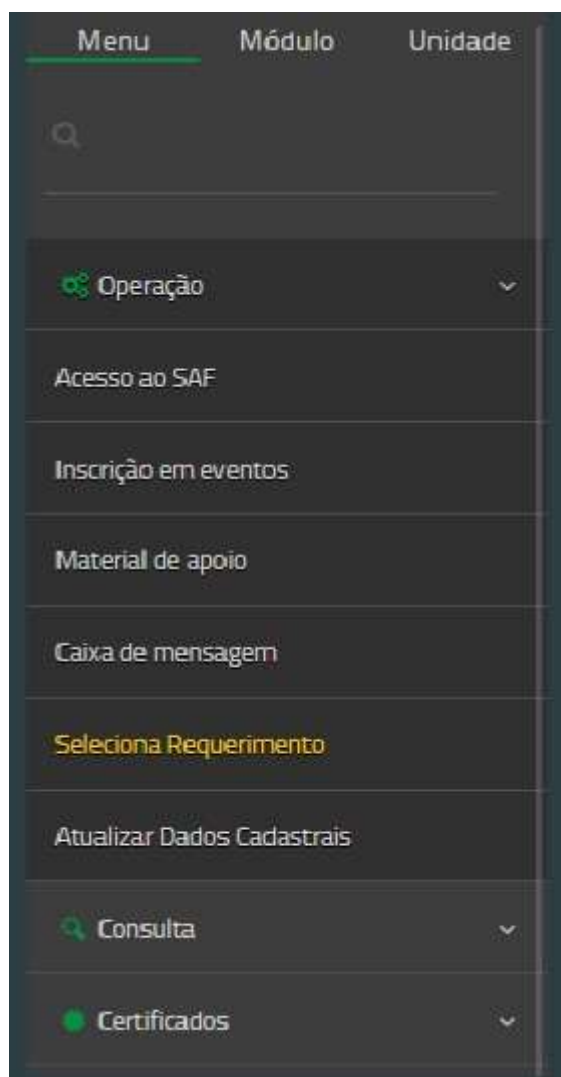 Menu Módulo Unidade
Operação
Acesso ao SAF
Inscrição em eventos
Material de apoio
Caixa de mensagem
Seleciona Requerimento
Atualizar Dados Cadastrais
Consulta
Certificados